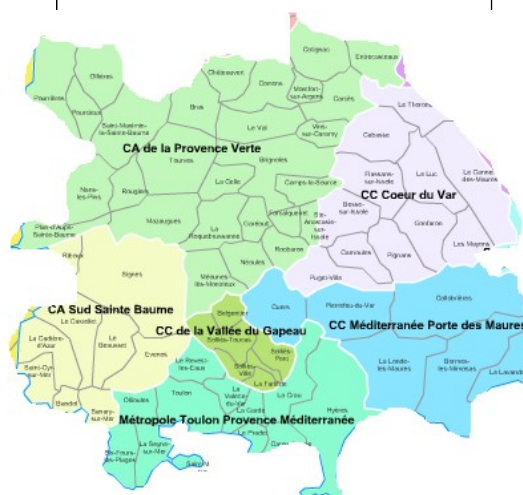 Correns
Entrecasteaux
Ollières
Châteauvert
Correns
Montfort-
sur-Argens
Pourrières
Pourcieux
Bras
Carcès
Saint-Maximin-
la-Sainte-Baume
Le Val
Vins-
sur-Caramy
Le Thoronet
Cabasse
CA de la Provence Verte
Tourves
Brignoles
Le Luc
Le Cannet-
des-Maures
Flassans-
sur-Issole
Nans-
les-Pins
Rougiers
La Celle
Camps-la-Source
CC Coeur du Var
Besse-
sur-Issole
Mazaugues
Forcalqueiret
Ste-
Anastasie-
sur-
Issole
Garéoult
Gonfaron
La
Roquebrussanne
Plan-d'Aups-
Sainte-Baume
Rocbaron
Carnoules
Pignans
Les Mayons
Riboux
Néoules
Signes
Méounes-
lès-Montrieux
Puget-Ville
Collobrières
Pierrefeu-du-Var
CA Sud Sainte Baume
Belgentier
Cuers
Le Castellet
CC de la Vallée du Gapeau
CC Méditerranée Porte des Maures
La Cadière-
d'Azur
Le
Beausset
Evenos
Solliès-Toucas
Solliès-
Pont
Saint-Cyr-
sur-Mer
Le Revest-
les-Eaux
Solliès-
Ville
La Londe-
les-Maures
Bormes-
les-Mimosas
Le Lavandou
Bandol
Sanary-
sur-Mer
Ollioules
Toulon
La
Valette-
du-Var
La Farlède
La Crau
Hyères
La Garde
Métropole Toulon Provence Méditerranée
Le Pradet
Six-Fours-
les-Plages
La Seyne-
sur-Mer